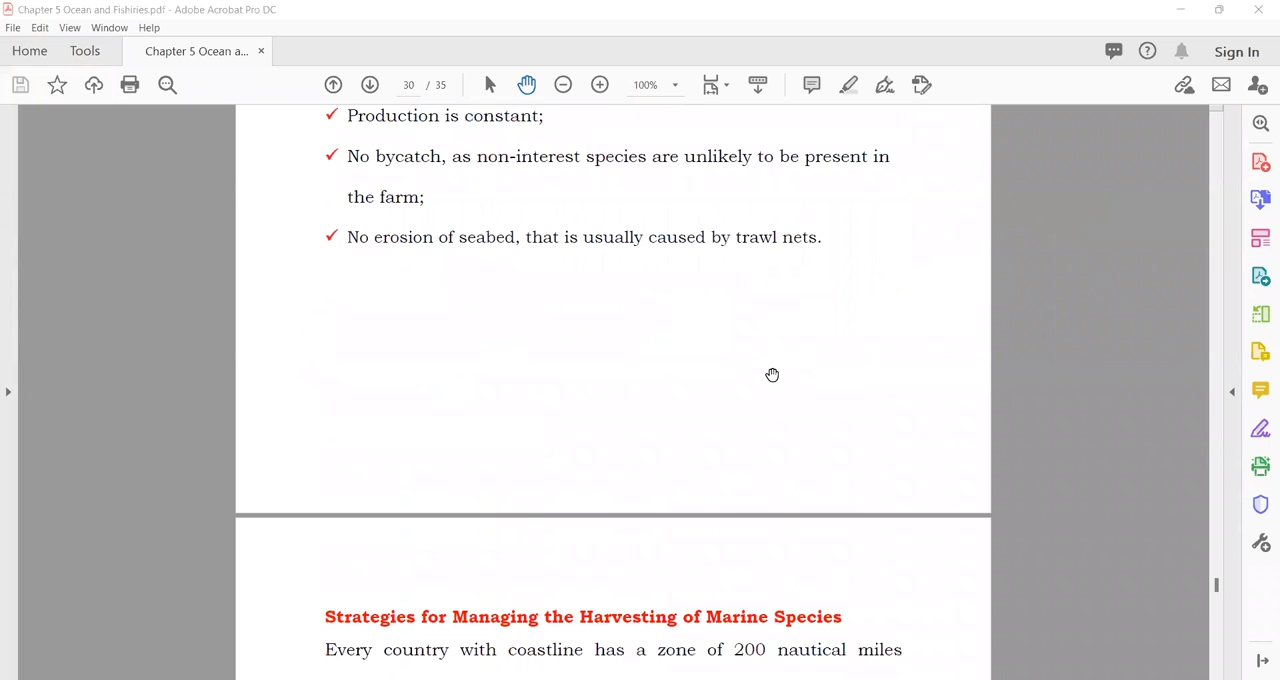 Chapter 5 Ocean and Fishiries.pdf - Adobe Acrobat Pro DC
File Edit View Window Help
Home Tools Chapter 5 Ocean a... × Sign In
30 / 35 100%
✓ Production is constant;
✓ No bycatch, as non-interest species are unlikely to be present in
the farm;
✓ No erosion of seabed, that is usually caused by trawl nets.
Strategies for Managing the Harvesting of Marine Species
Every country with coastline has a zone of 200 nautical miles